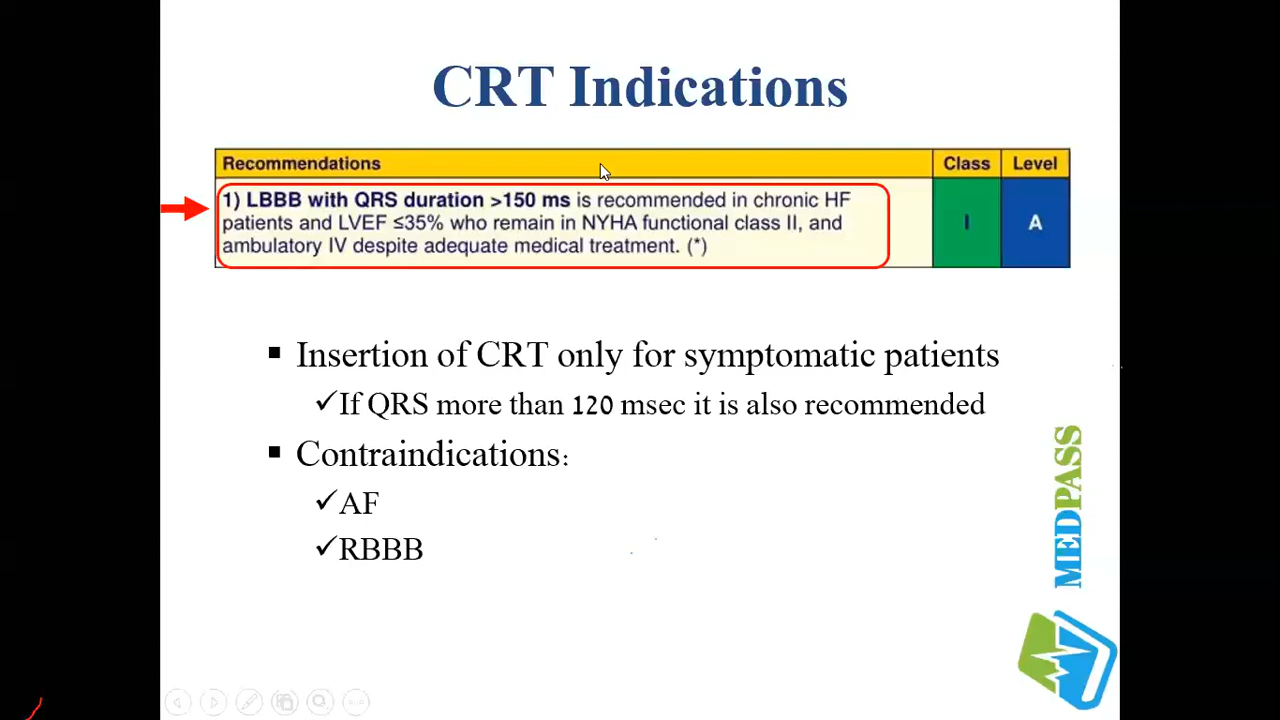 CRT Indications
Recommendations Class Level
1) LBBB with QRS duration >150 ms is recommended in chronic HF
patients and LVEF ≤35% who remain in NYHA functional class II, and
ambulatory IV despite adequate medical treatment. (*)
I A
▪ Insertion of CRT only for symptomatic patients
✓If QRS more than 120 msec it is also recommended
▪ Contraindications:
✓AF
✓RBBB
MEDPASS